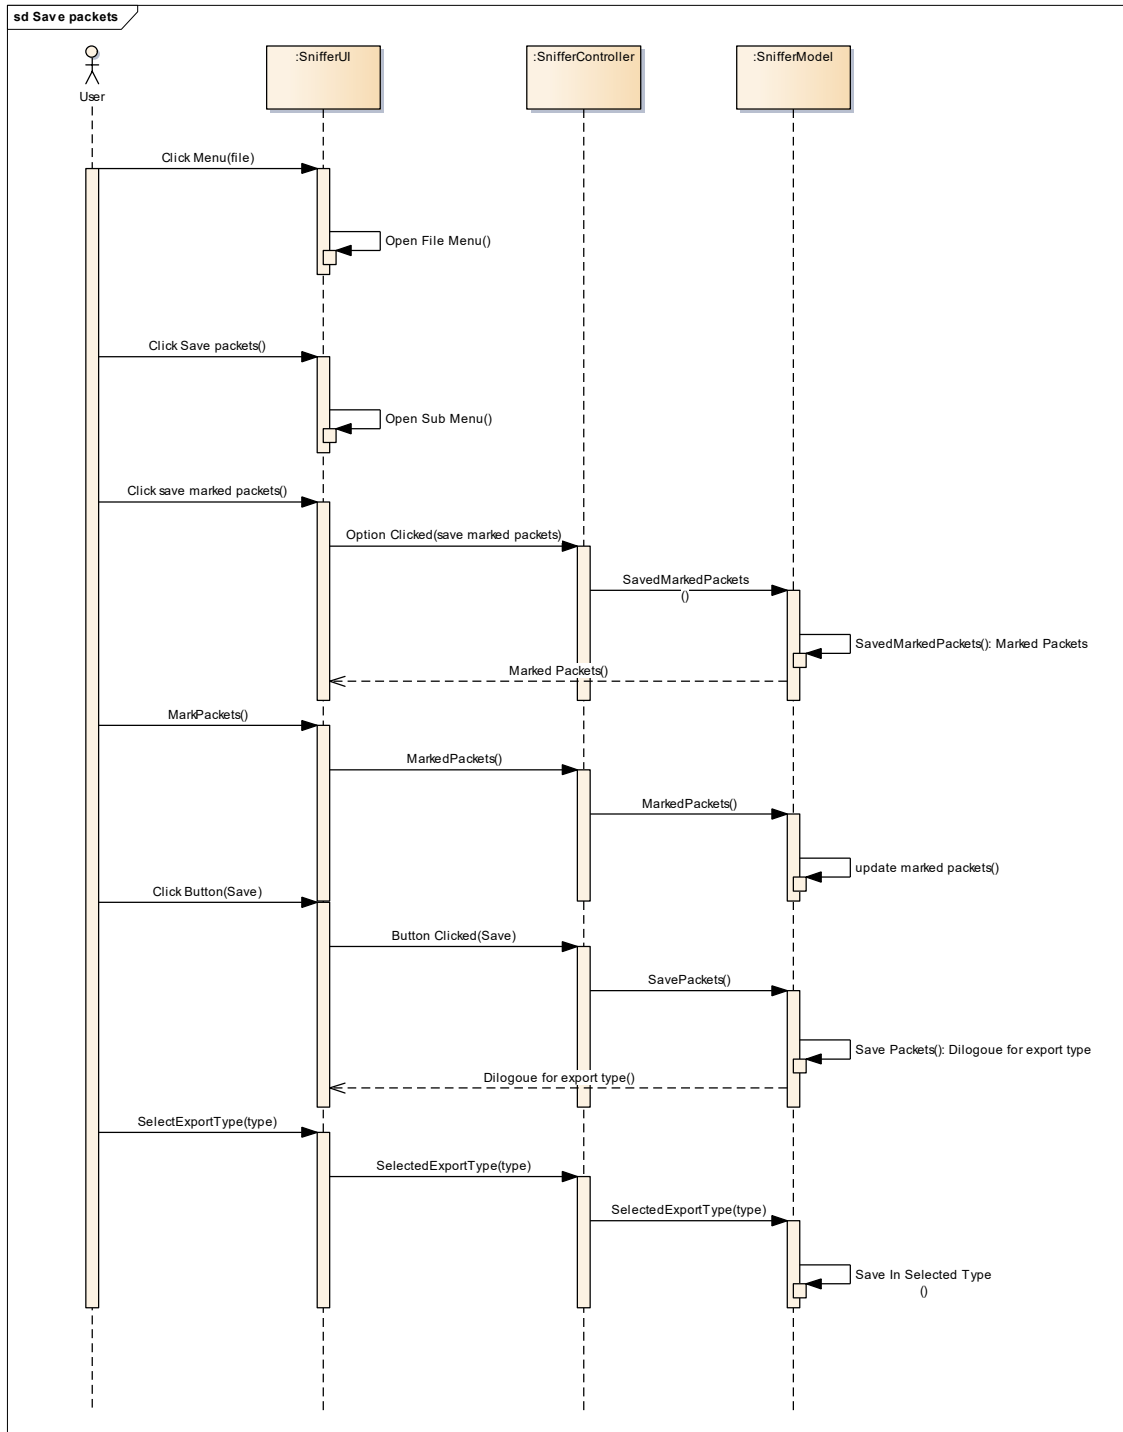 sd Save packets
User
:SnifferUI
:SnifferController
:SnifferModel
Click Menu(file)
Open File Menu()
Click Save packets()
Open Sub Menu()
Click save marked packets()
Option Clicked(save marked packets)
SavedMarkedPackets
()
SavedMarkedPackets(): Marked Packets
Marked Packets()
MarkPackets()
MarkedPackets()
MarkedPackets()
update marked packets()
Click Button(Save)
Button Clicked(Save)
SavePackets()
Save Packets(): Dilogoue for export type
Dilogoue for export type()
SelectExportType(type)
SelectedExportType(type)
SelectedExportType(type)
Save In Selected Type
()